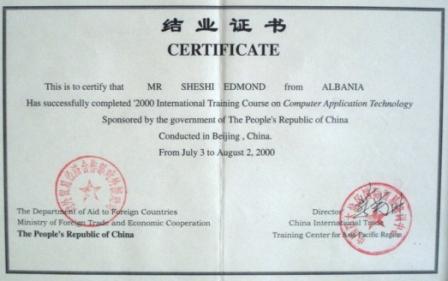 结业证书
CERTIFICATE
This is to certify that MR SHESHI EDMOND from ALBANIA
Has successfully completed '2000 International Training Course on Computer Application Technology
Sponsored by the government of The People's Republic of China
Conducted in Beijing , China.
From July 3 to August 2, 2000
The Department of Aid to Foreign Countries
Ministry of Foreign Trade and Economic Cooperation
The People's Republic of China
Director
China International Trade
Training Center for Asia-Pacific Region